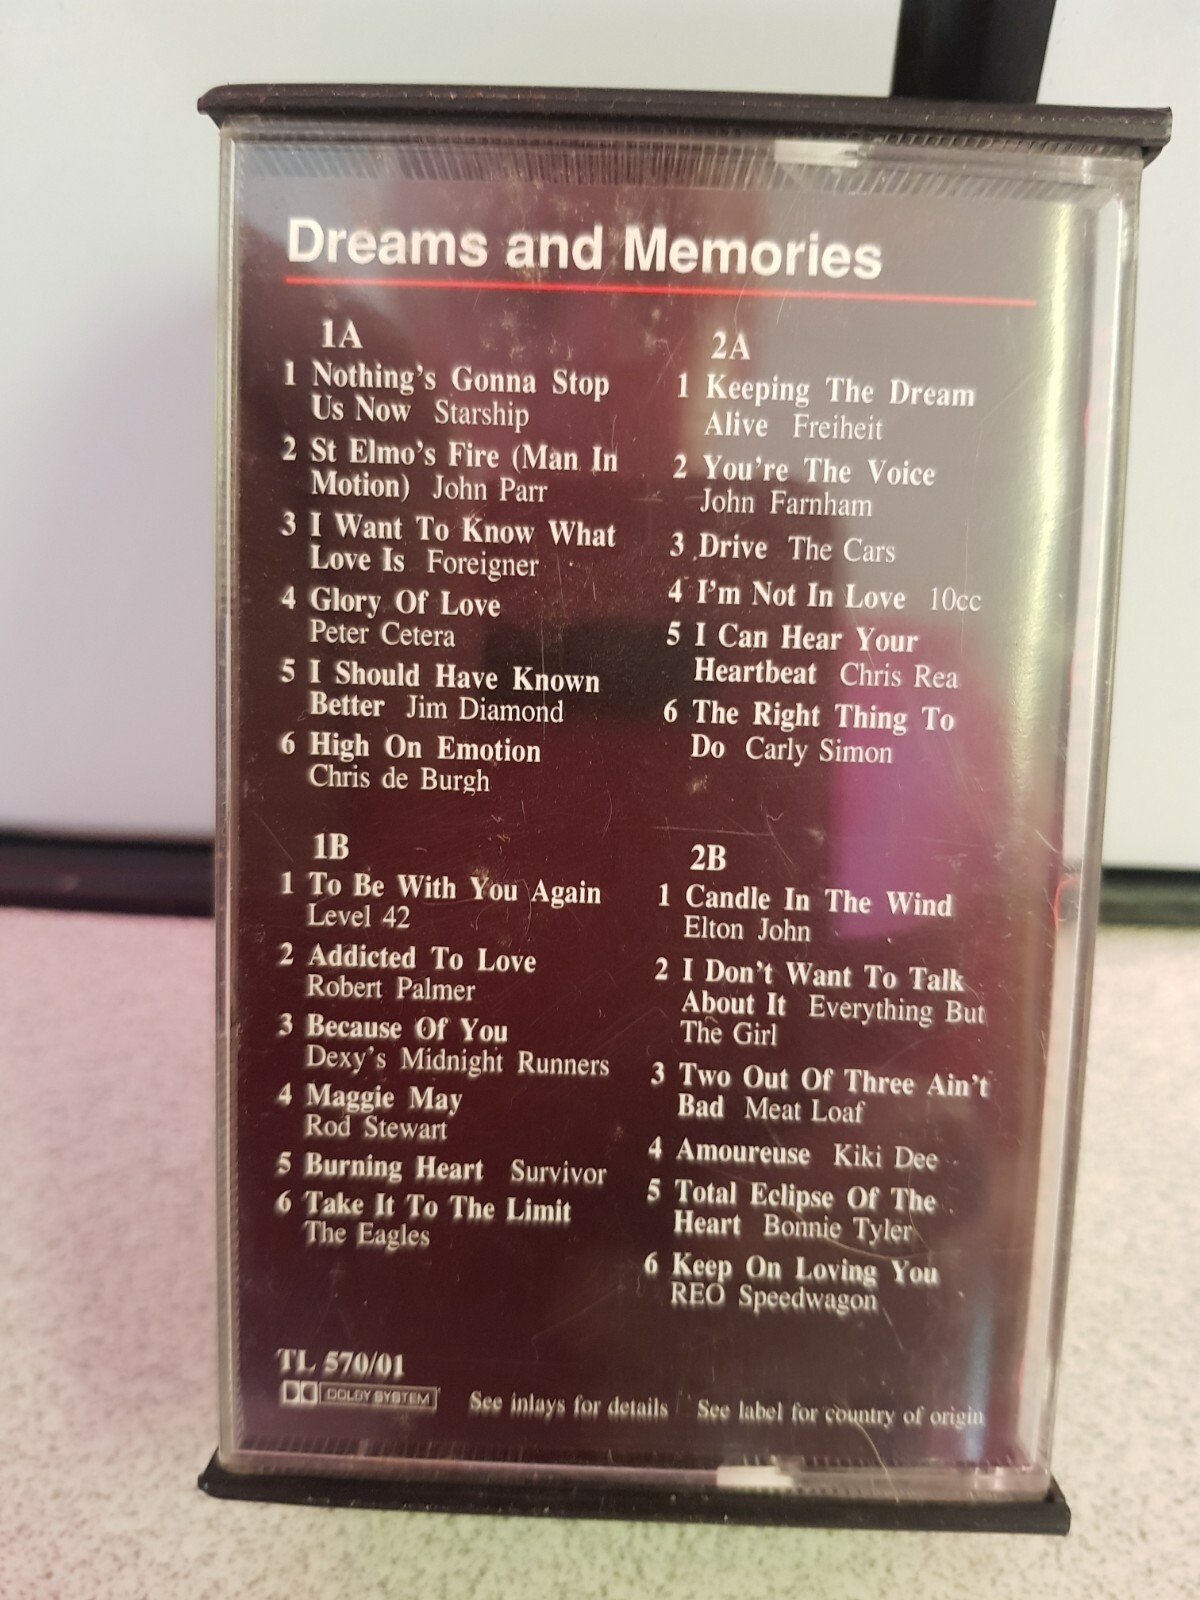 Dreams and Memories
1A
1 Nothing's Gonna Stop
Us Now Starship
2 St Elmo's Fire (Man In
Motion) John Parr
3 I Want To Know What
Love Is Foreigner
4 Glory Of Love
Peter Cetera
5 I Should Have Known
Better Jim Diamond
6 High On Emotion
Chris de Burgh
1B
1 To Be With You Again
Level 42
2 Addicted To Love
Robert Palmer
3 Because Of You
Dexy's Midnight Runners
4 Maggie May
Rod Stewart
5 Burning Heart Survivor
6 Take It To The Limit
The Eagles
2A
1 Keeping The Dream
Alive Freiheit
2 You're The Voice
John Farnham
3 Drive The Cars
4 I'm Not In Love 10cc
5 I Can Hear Your
Heartbeat Chris Rea
6 The Right Thing To
Do Carly Simon
2B
1 Candle In The Wind
Elton John
2 I Don't Want To Talk
About It Everything But
The Girl
3 Two Out Of Three Ain't
Bad Meat Loaf
4 Amoureuse Kiki Dee
5 Total Eclipse Of The
Heart Bonnie Tyler
6 Keep On Loving You
REO Speedwagon
TL 570/01
DOLBY SYSTEM See inlays for details See label for country of origin